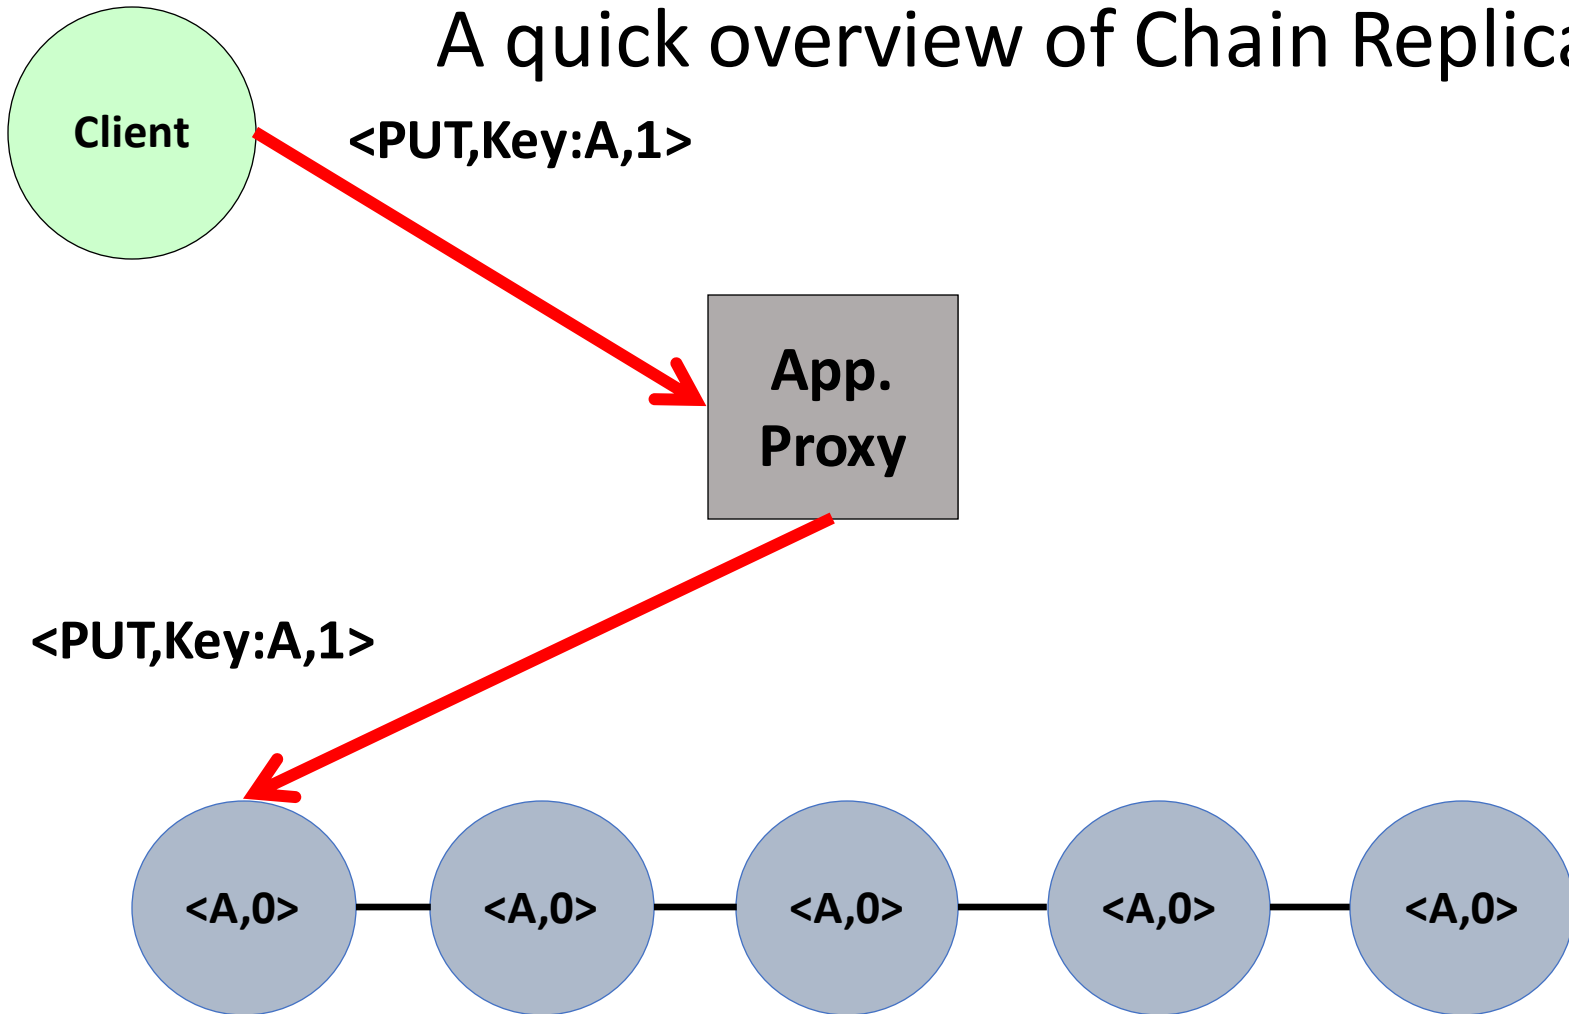 A quick overview of Chain Replica
Client
<PUT,Key:A,1>
App.
Proxy
<PUT,Key:A,1>
<A,0>
<A,0>
<A,0>
<A,0>
<A,0>